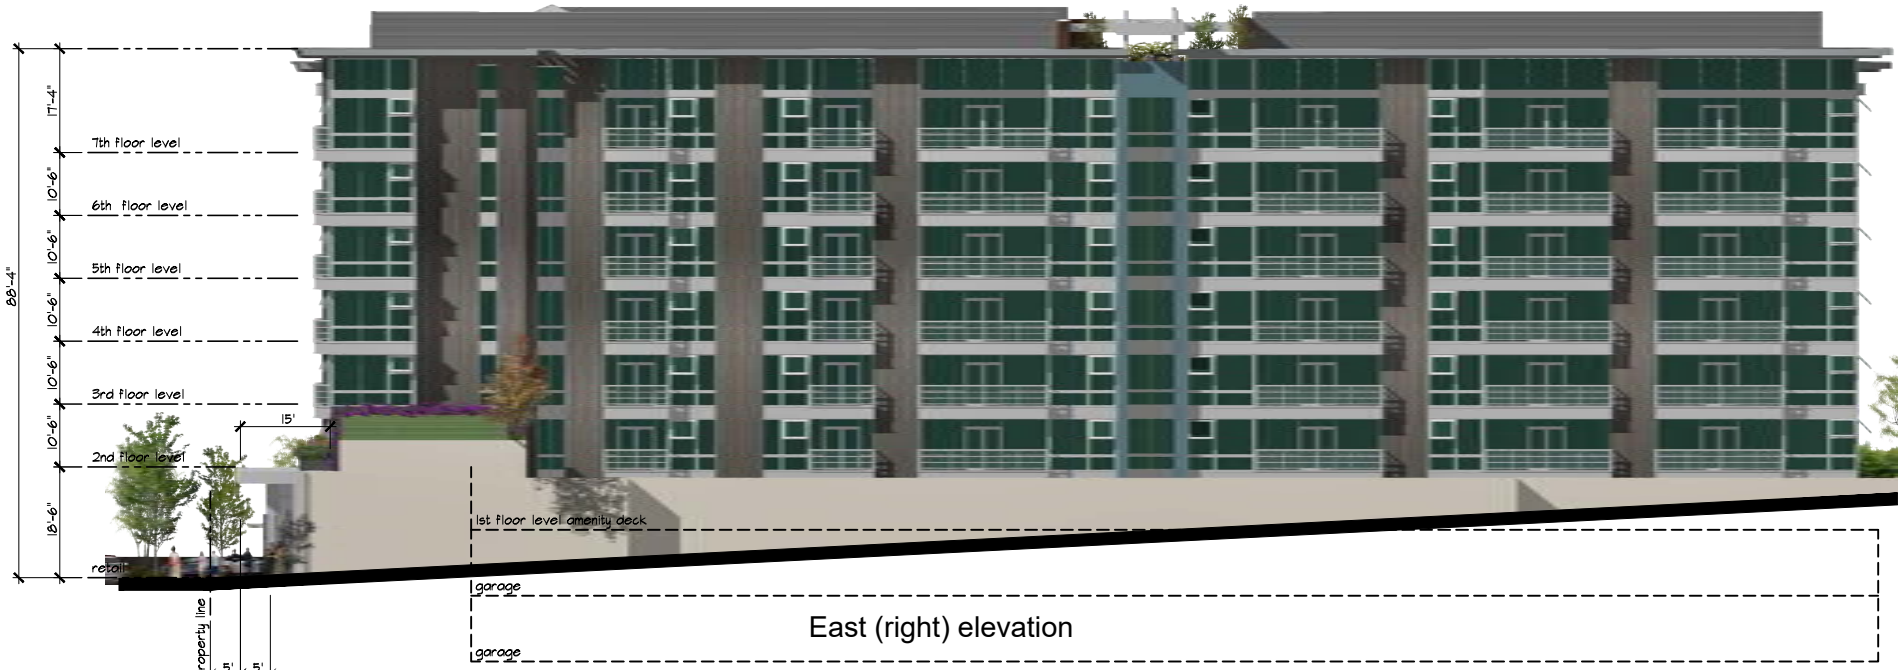 17'-4"
7th floor level
10'-6"
6th floor level
10'-6"
5th floor level
88'-4"
10'-6"
4th floor level
10'-6"
3rd floor level
15'
10'-6"
2nd floor level
18'-6"
1st floor level amenity deck
retail
garage
roperty line
East (right) elevation
garage
5' 5'